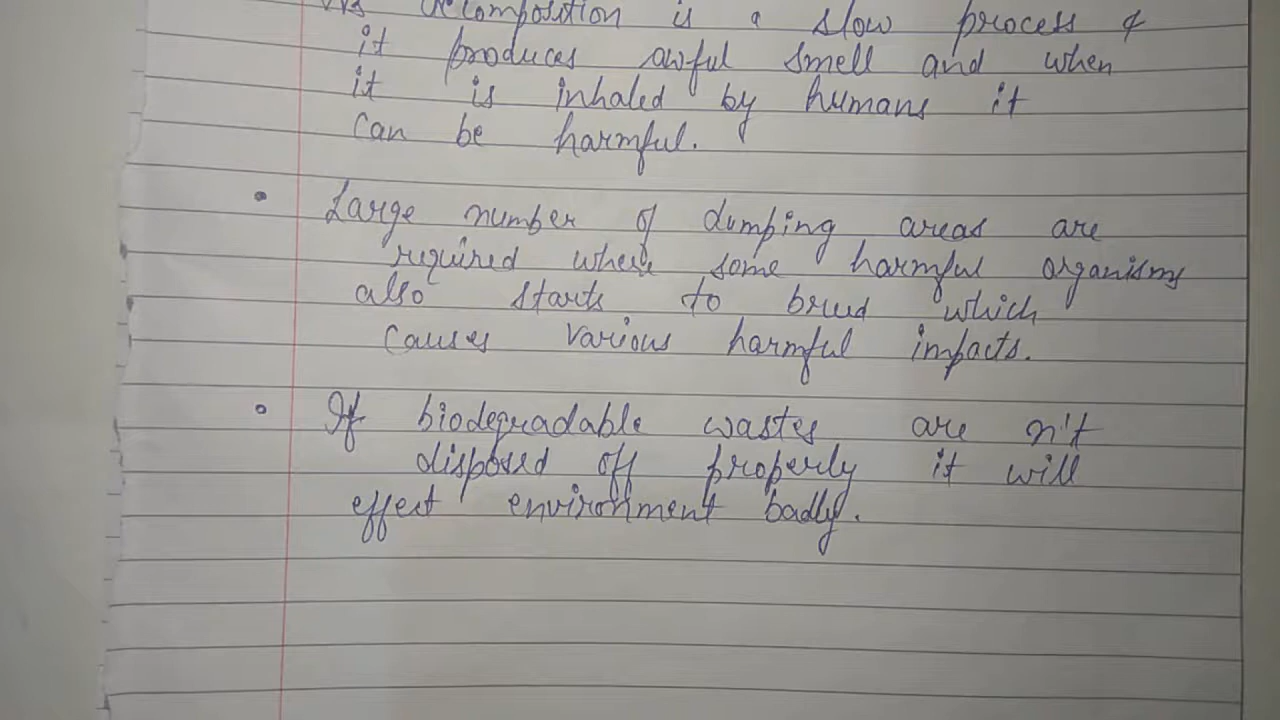 decomposition is a slow process &
it produces awful smell and when
it is inhaled by humans it
can be harmful.
• Large number of dumping areas are
required where some harmful organisms
also starts to breed which
causes various harmful impacts.
• If biodegradable wastes are n't
disposed off properly it will
effect environment badly.